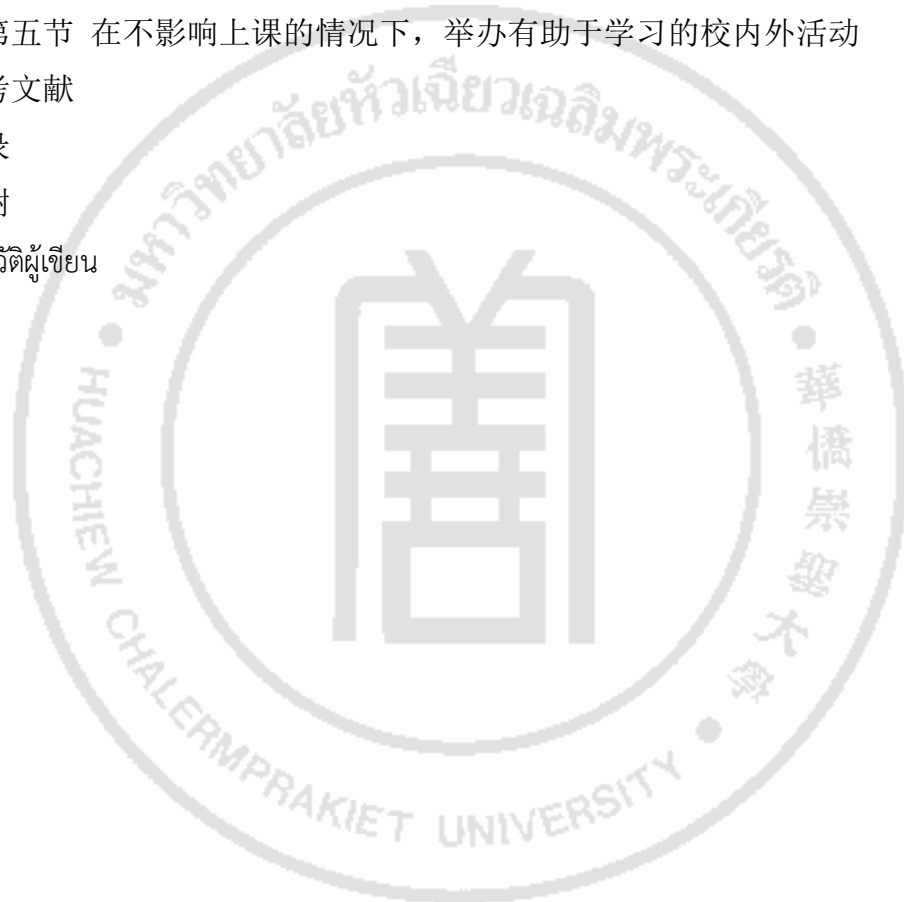 第五节 在不影响上课的情况下，举办有助于学习的校内外活动
考文献
录
谢
วัติผู้เขียน
มหาวิทยาลัยหัวเฉียวเฉลิมพระเกียรติ
華僑崇聖大學
HUACHIEW CHALERMPRAKIET UNIVERSITY